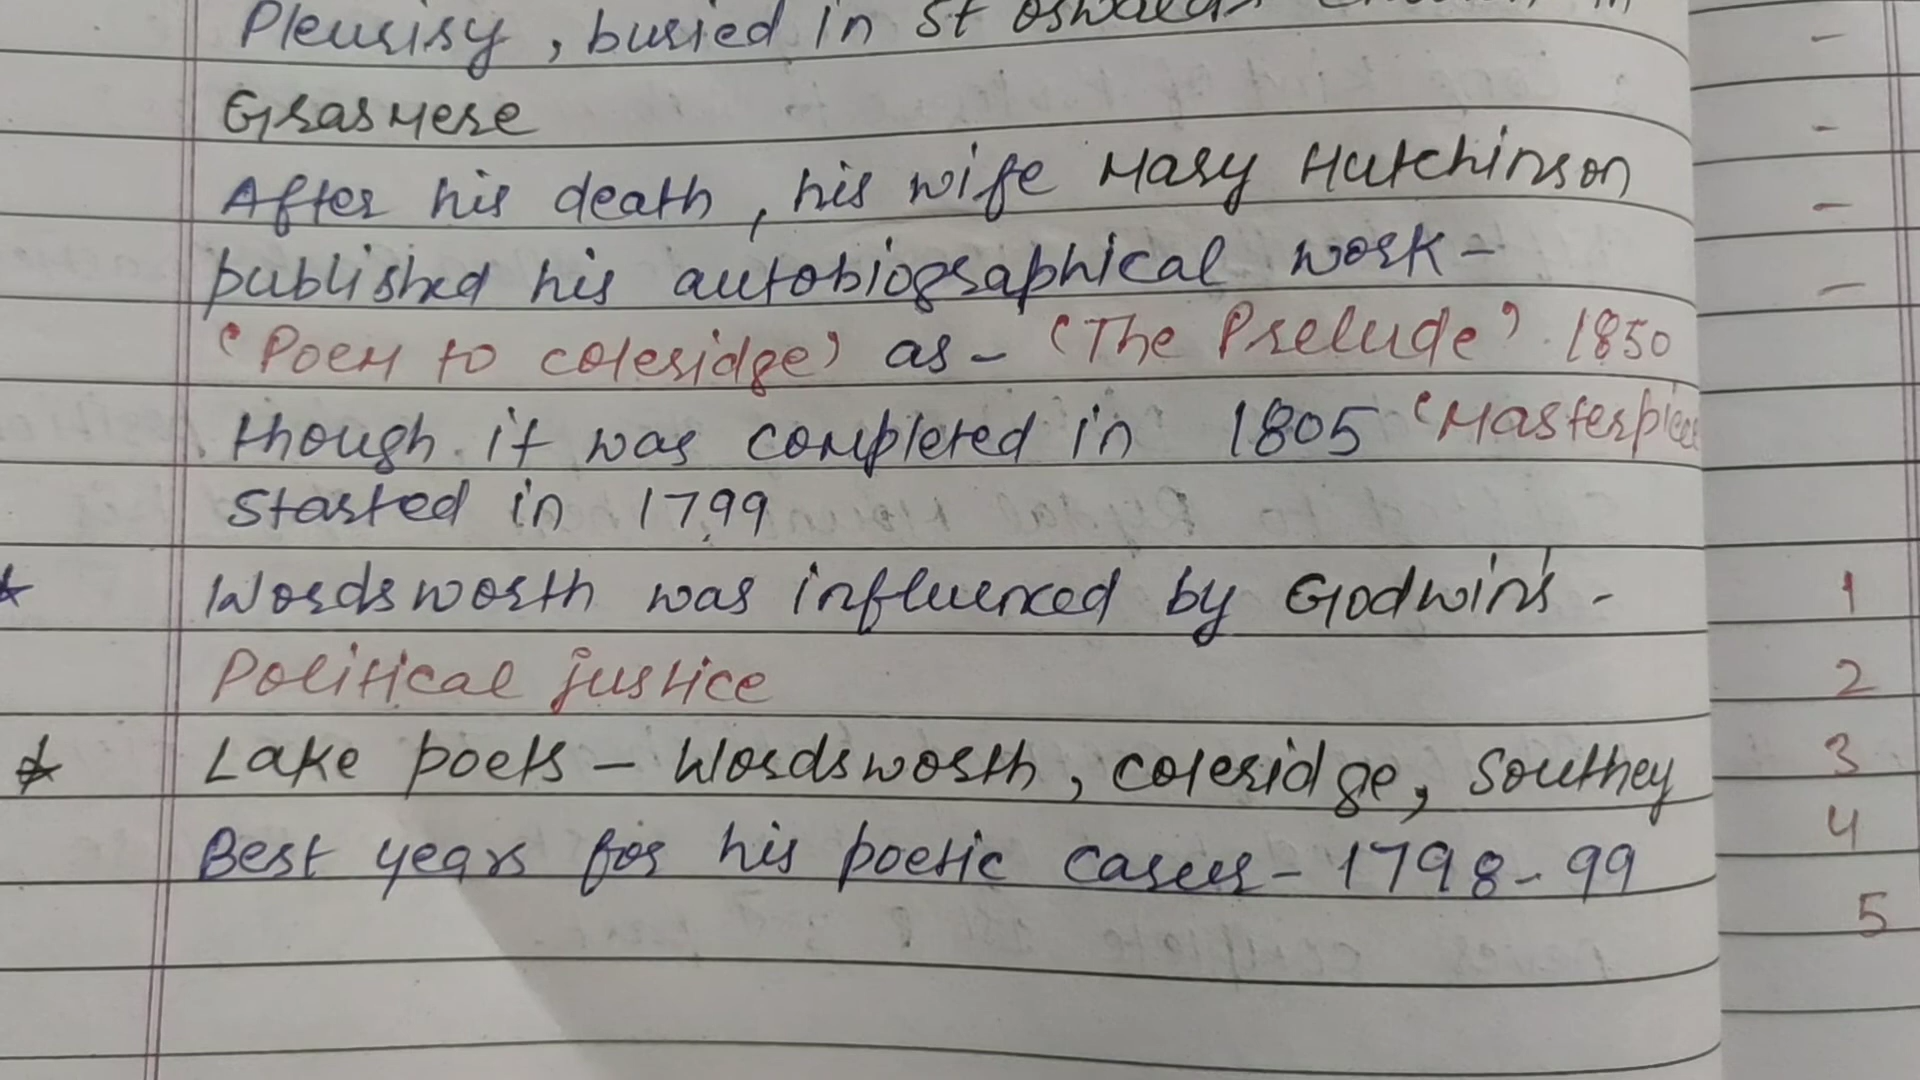 Pleurisy, buried in St Oswald's church in
Grasmere
After his death, his wife Mary Hutchinson
published his autobiographical work -
'Poem to coleridge' as - 'The Prelude' 1850
though it was completed in 1805 'Masterpiece
started in 1799
Wordsworth was influenced by Godwin's -
Political justice
Lake poets - Wordsworth, coleridge, Southey
Best years for his poetic career - 1798-99
1
2
3
4
5